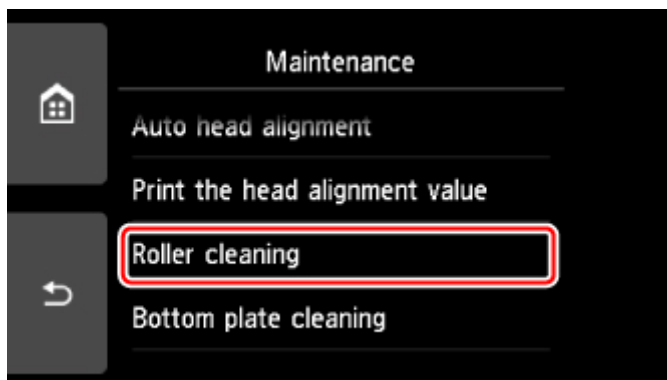 Maintenance
Auto head alignment
Print the head alignment value
Roller cleaning
Bottom plate cleaning